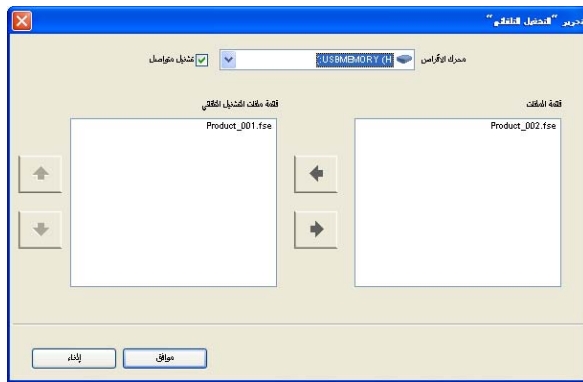 تحرير "التشغيل التلقائي"
محرك الأقراص
USBMEMORY (H:
تشغيل متواصل
قائمة الملفات
قائمة ملفات التشغيل التلقائي
Product_002.fse
Product_001.fse
موافق
إلغاء